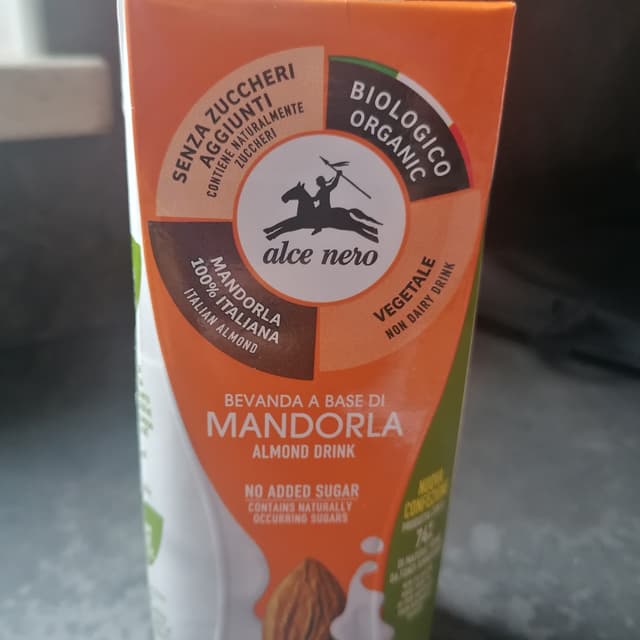 SENZA ZUCCHERI
AGGIUNTI
CONTIENE NATURALMENTE
ZUCCHERI
BIOLOGICO
ORGANIC
MANDORLA
100% ITALIANA
ITALIAN ALMOND
VEGETALE
NON DAIRY DRINK
alce nero
BEVANDA A BASE DI
MANDORLA
ALMOND DRINK
NO ADDED SUGAR
CONTAINS NATURALLY
OCCURRING SUGARS
NUOVA
CONFEZIONE